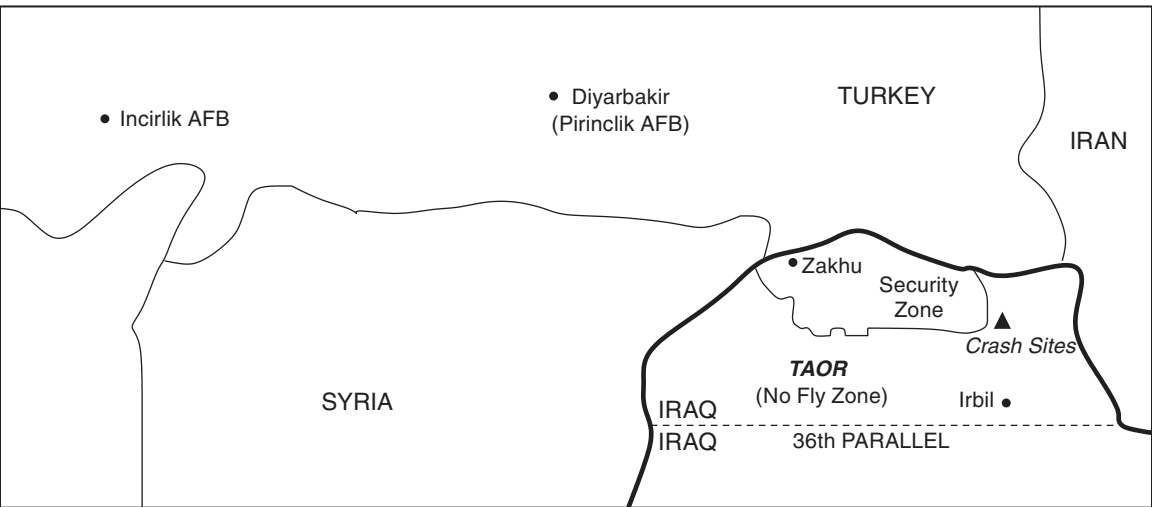 TURKEY
Diyarbakir
(Pirinclik AFB)
Incirlik AFB
IRAN
Zakhu
Security
Zone
Crash Sites
TAOR
(No Fly Zone)
Irbil
SYRIA
IRAQ
IRAQ
36th PARALLEL